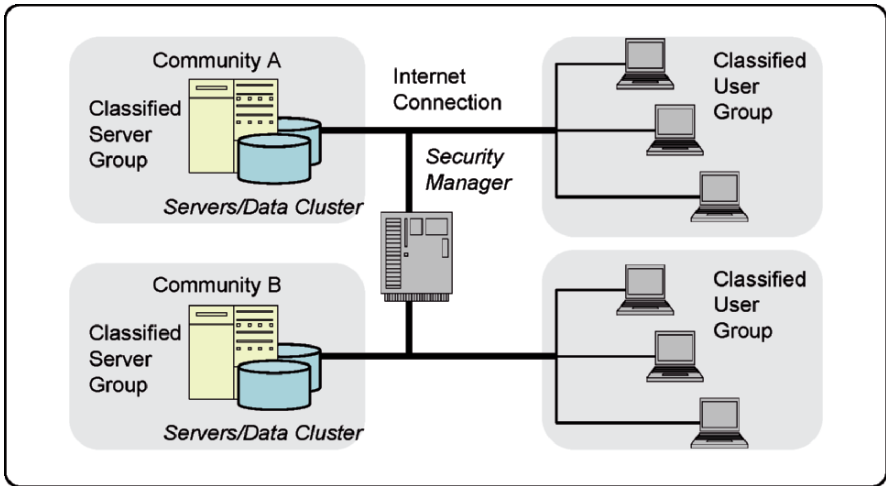 Community A
Classified
Server
Group
Servers/Data Cluster
Internet
Connection
Security
Manager
Classified
User
Group
Community B
Classified
Server
Group
Servers/Data Cluster
Classified
User
Group